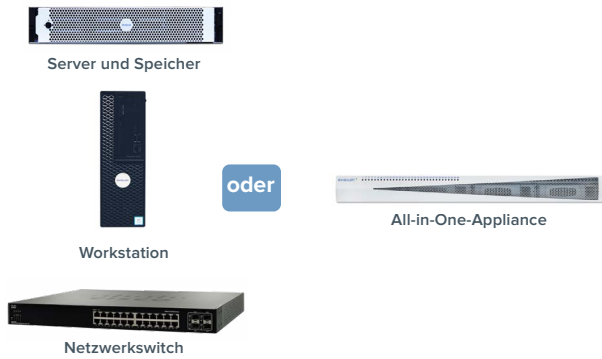 Server und Speicher
oder
Workstation
All-in-One-Appliance
Netzwerkswitch